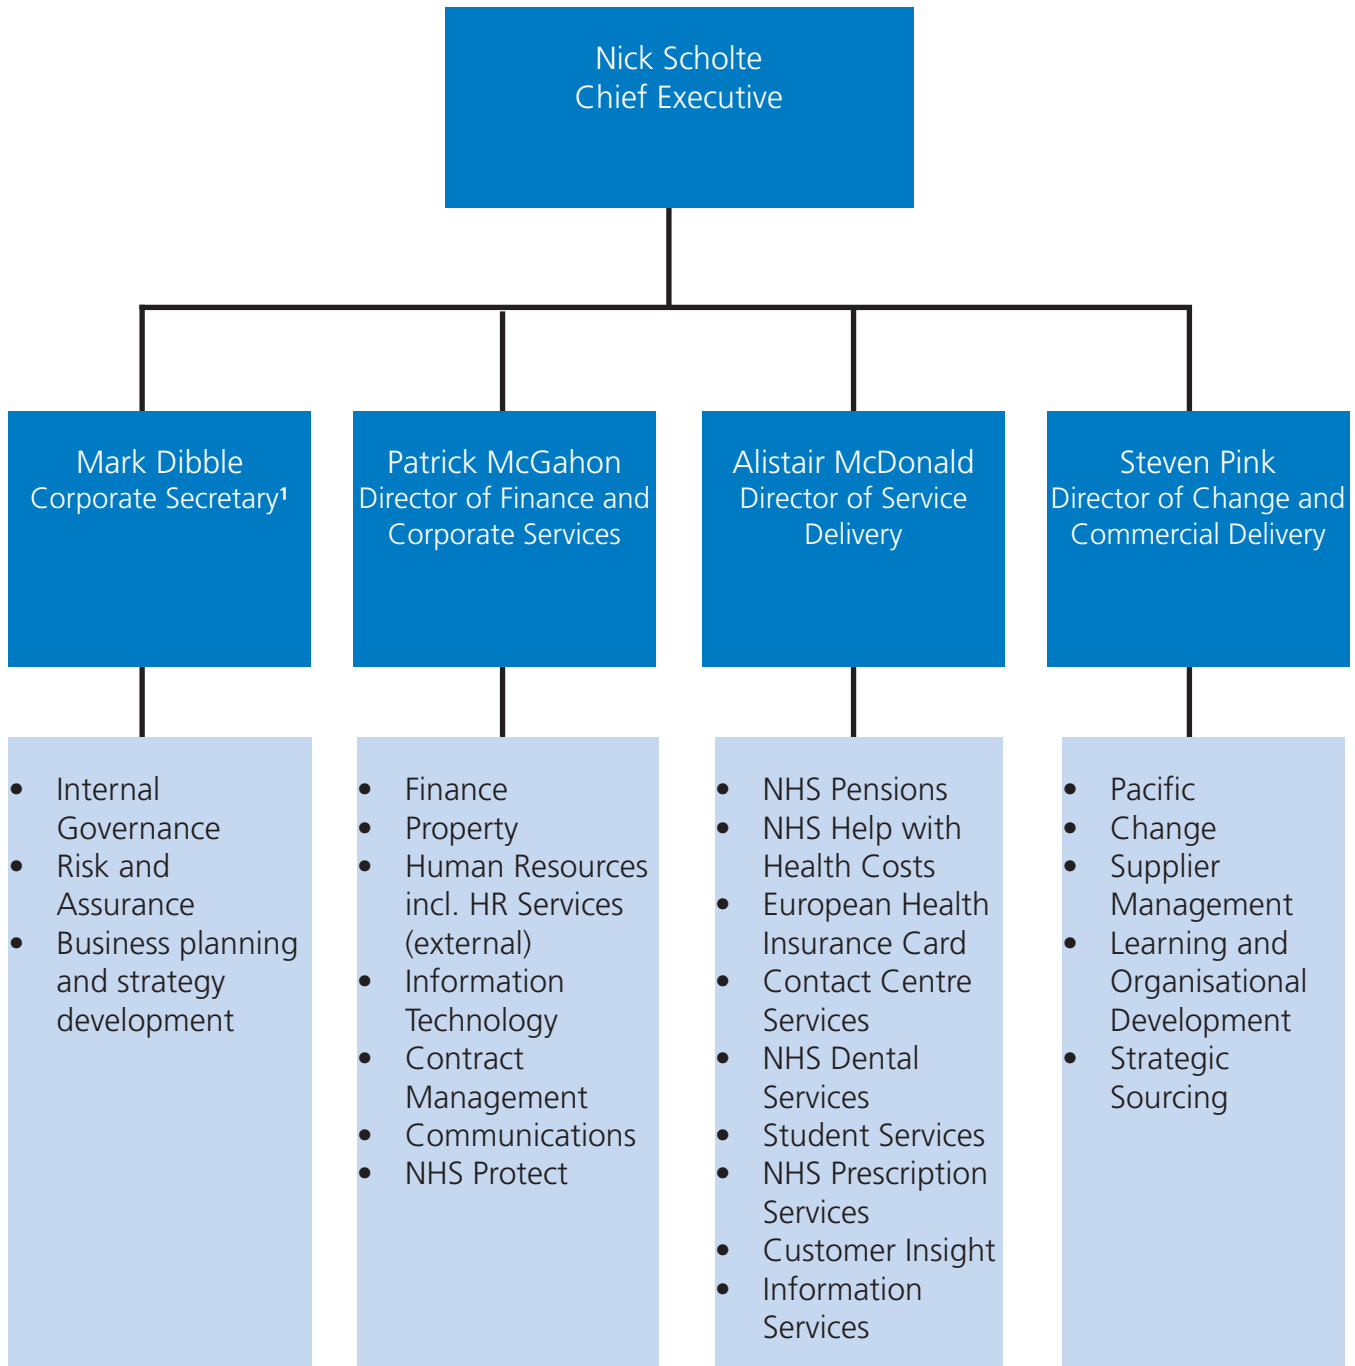 Nick Scholte
Chief Executive
Mark Dibble
Corporate Secretary¹
Patrick McGahon
Director of Finance and
Corporate Services
Alistair McDonald
Director of Service
Delivery
Steven Pink
Director of Change and
Commercial Delivery
• Internal
Governance
• Risk and
Assurance
• Business planning
and strategy
development
• Finance
• Property
• Human Resources
incl. HR Services
(external)
• Information
Technology
• Contract
Management
• Communications
• NHS Protect
• NHS Pensions
• NHS Help with
Health Costs
• European Health
Insurance Card
• Contact Centre
Services
• NHS Dental
Services
• Student Services
• NHS Prescription
Services
• Customer Insight
• Information
Services
• Pacific
• Change
• Supplier
Management
• Learning and
Organisational
Development
• Strategic
Sourcing